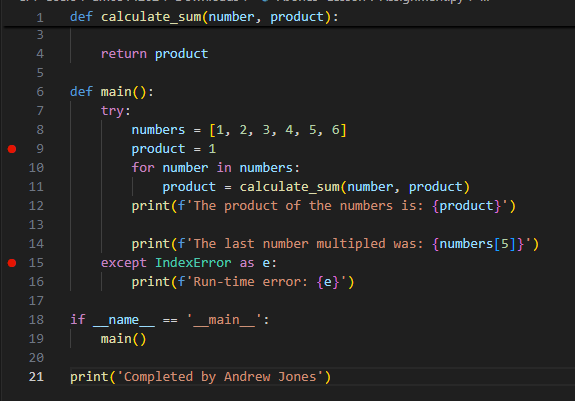 1 def calculate_sum(number, product):
3
4 return product
5
6 def main():
7 try:
8 numbers = [1, 2, 3, 4, 5, 6]
9 product = 1
10 for number in numbers:
11 product = calculate_sum(number, product)
12 print(f'The product of the numbers is: {product}')
13
14 print(f'The last number multipled was: {numbers[5]}')
15 except IndexError as e:
16 print(f'Run-time error: {e}')
17
18 if __name__ == '__main__':
19 main()
20
21 print('Completed by Andrew Jones')